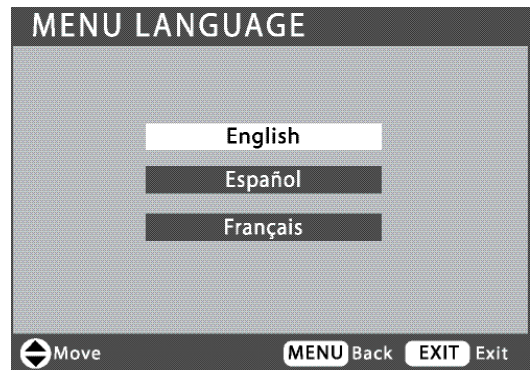 MENU LANGUAGE
English
Español
Français
Move MENU Back EXIT Exit